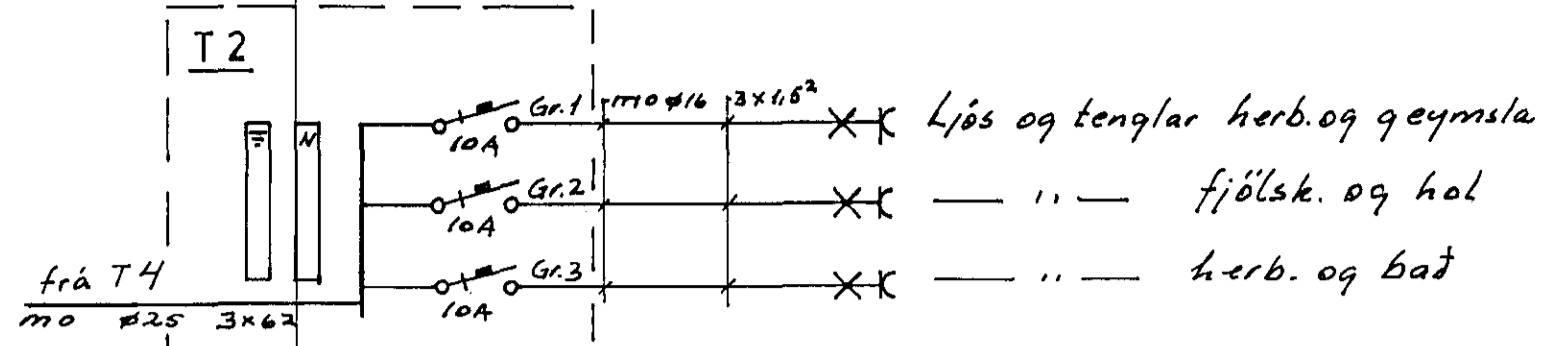 T 2
Gr.1 mo ø16 3×1,5² Ljós og tenglar herb. og geymsla
10A
Gr.2 — ,, — fjölsk. og hol
10A
Gr.3 — ,, — herb. og bað
10A
N
frá T4
mo ø25 3×6²